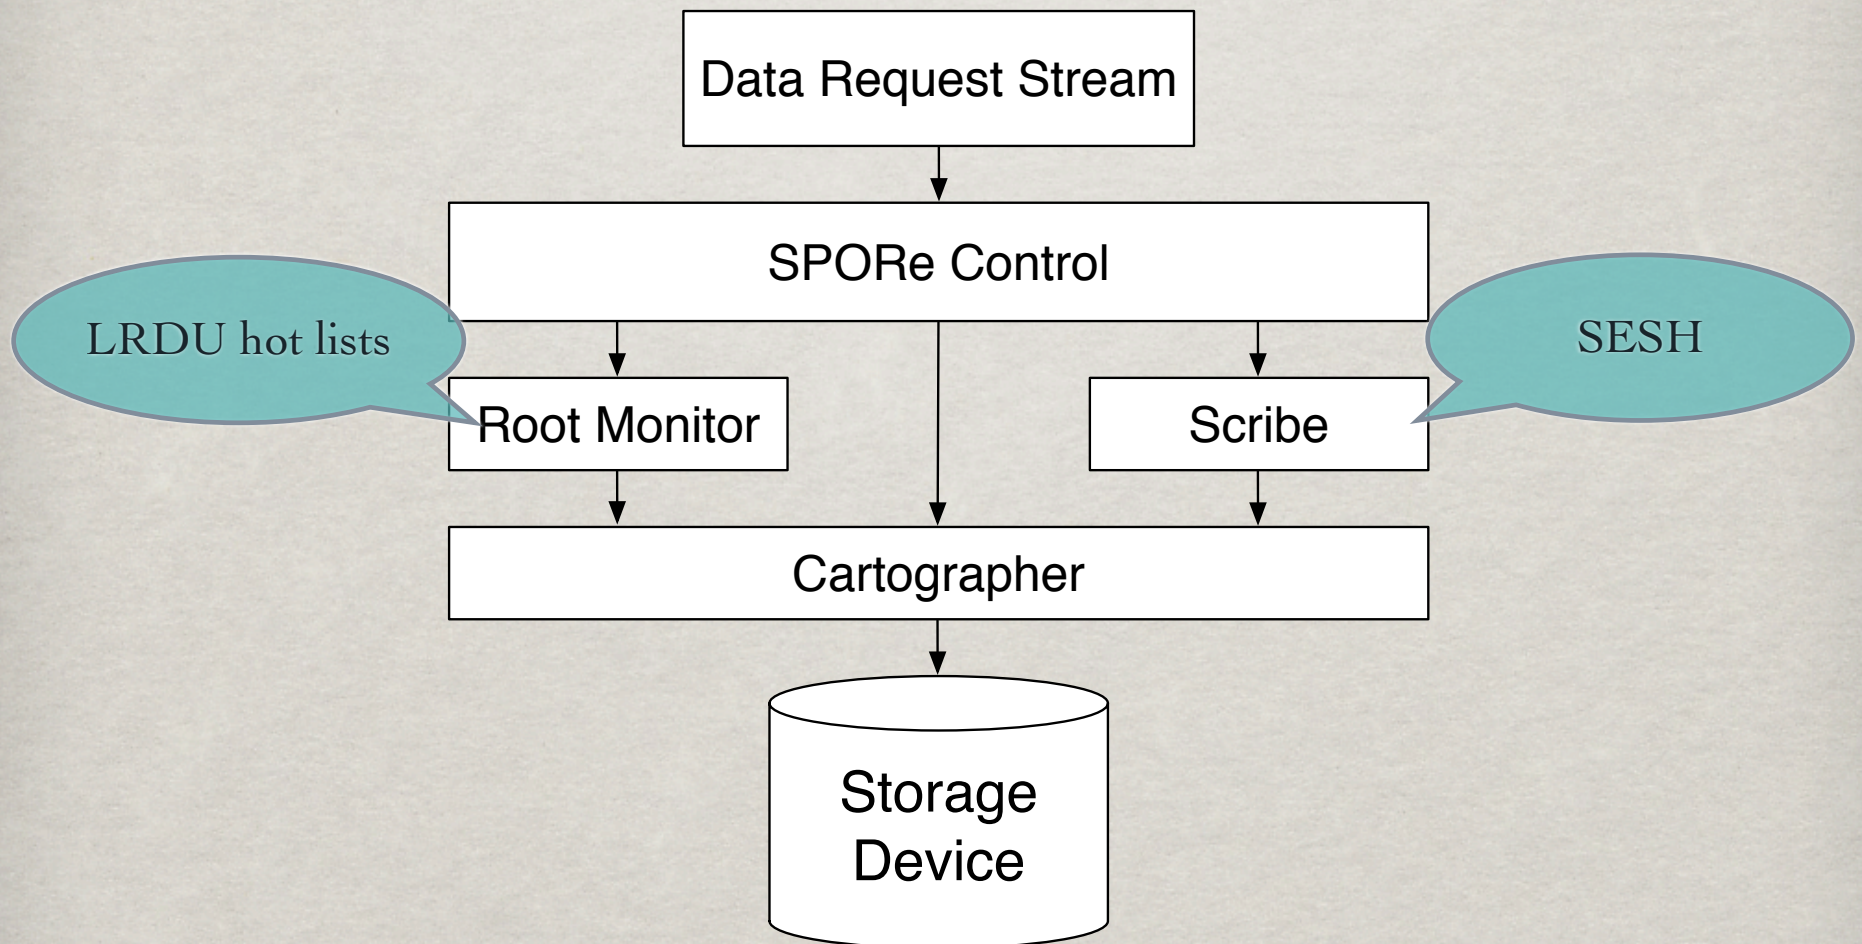 Data Request Stream
SPORe Control
LRDU hot lists
SESH
Root Monitor
Scribe
Cartographer
Storage
Device